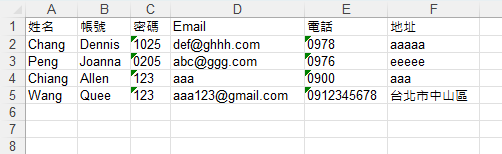 A B C D E F
1 姓名 帳號 密碼 Email 電話 地址
2 Chang Dennis 1025 def@ghhh.com 0978 aaaaa
3 Peng Joanna 0205 abc@ggg.com 0976 eeeee
4 Chiang Allen 123 aaa 0900 aaa
5 Wang Quee 123 aaa123@gmail.com 0912345678 台北市中山區
6
7
8